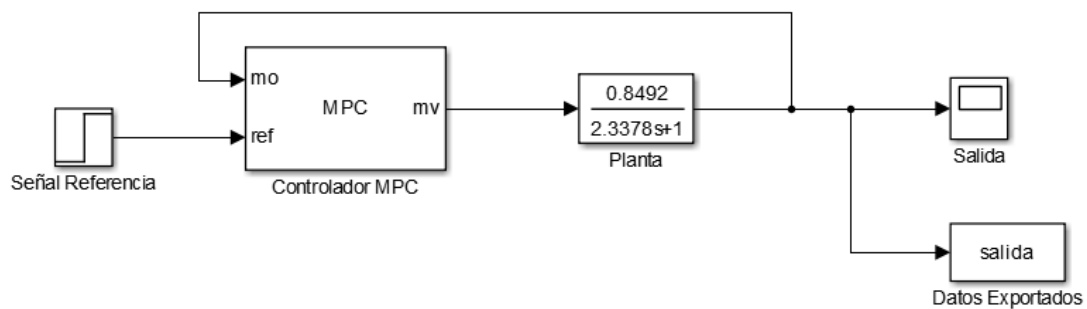 mo
MPC
mv
ref
Señal Referencia
Controlador MPC
0.8492
2.3378s+1
Planta
Salida
salida
Datos Exportados